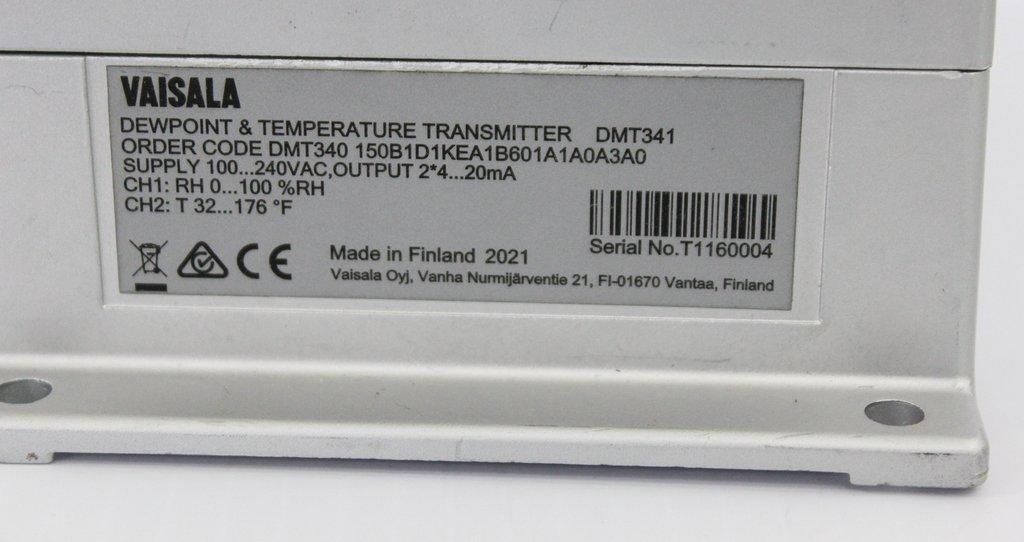 VAISALA
DEWPOINT & TEMPERATURE TRANSMITTER DMT341
ORDER CODE DMT340 150B1D1KEA1B601A1A0A3A0
SUPPLY 100...240VAC,OUTPUT 2*4...20mA
CH1: RH 0...100 %RH
CH2: T 32...176 °F
Serial No.T1160004
CE
Made in Finland 2021
Vaisala Oyj, Vanha Nurmijärventie 21, FI-01670 Vantaa, Finland